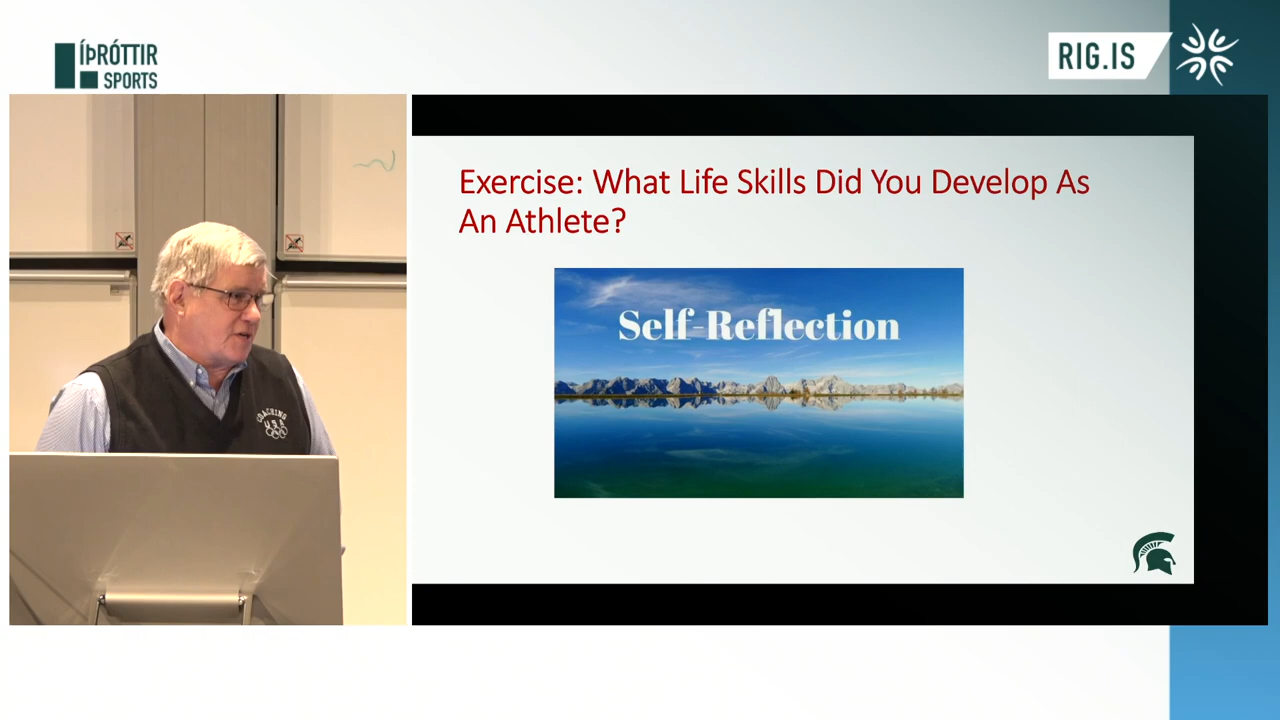 ÍÞRÓTTIR
SPORTS
RIG.IS
Exercise: What Life Skills Did You Develop As
An Athlete?
Self-Reflection
COACHING
USA